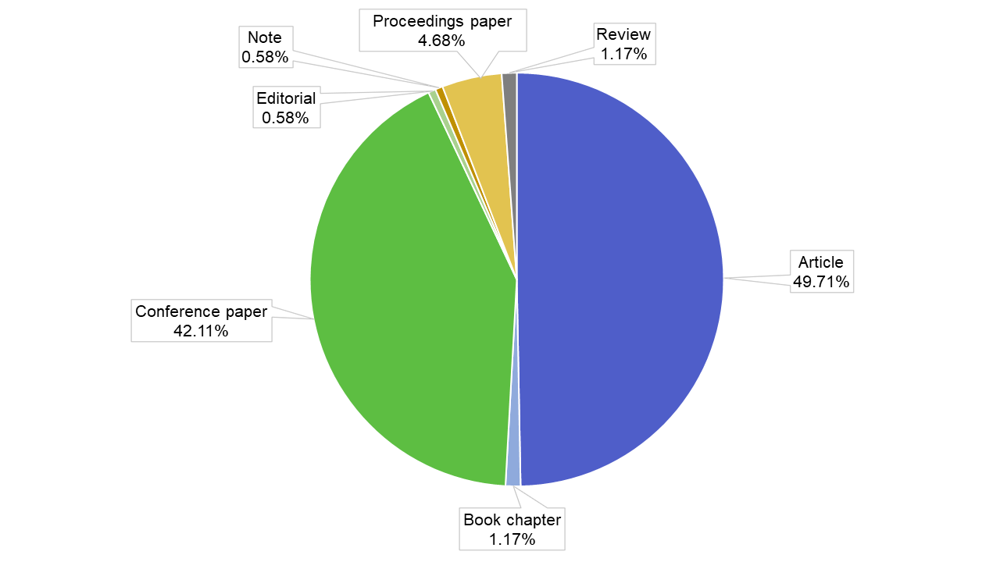 Proceedings paper
4.68%
Review
1.17%
Note
0.58%
Editorial
0.58%
Article
49.71%
Conference paper
42.11%
Book chapter
1.17%